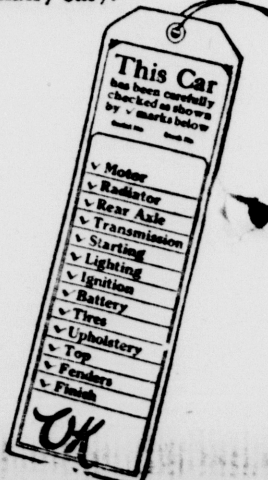 This Car
has been carefully
checked as shown
by √ marks below
√ Motor
√ Radiator
√ Rear Axle
√ Transmission
√ Starting
√ Lighting
√ Ignition
√ Battery
√ Tires
√ Upholstery
√ Top
√ Fenders
√ Finish
OK